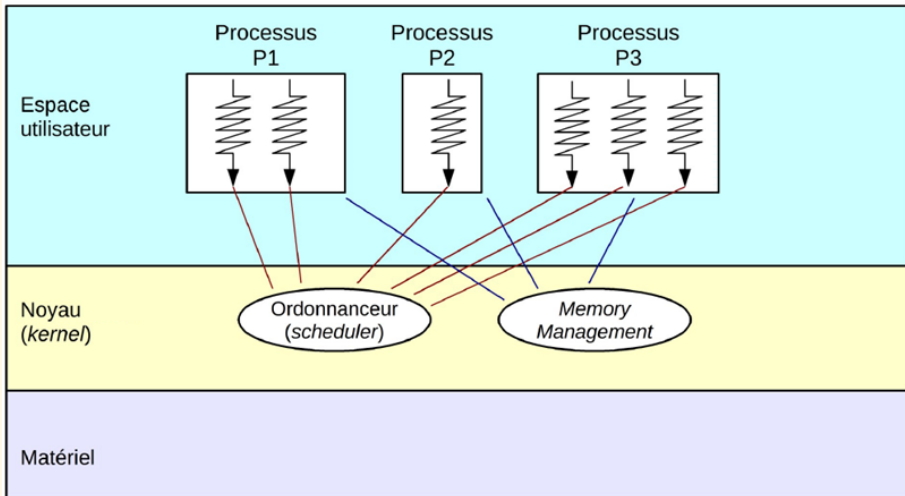 Processus
P1
Processus
P2
Processus
P3
Espace
utilisateur
Noyau
(kernel)
Ordonnanceur
(scheduler)
Memory
Management
Matériel